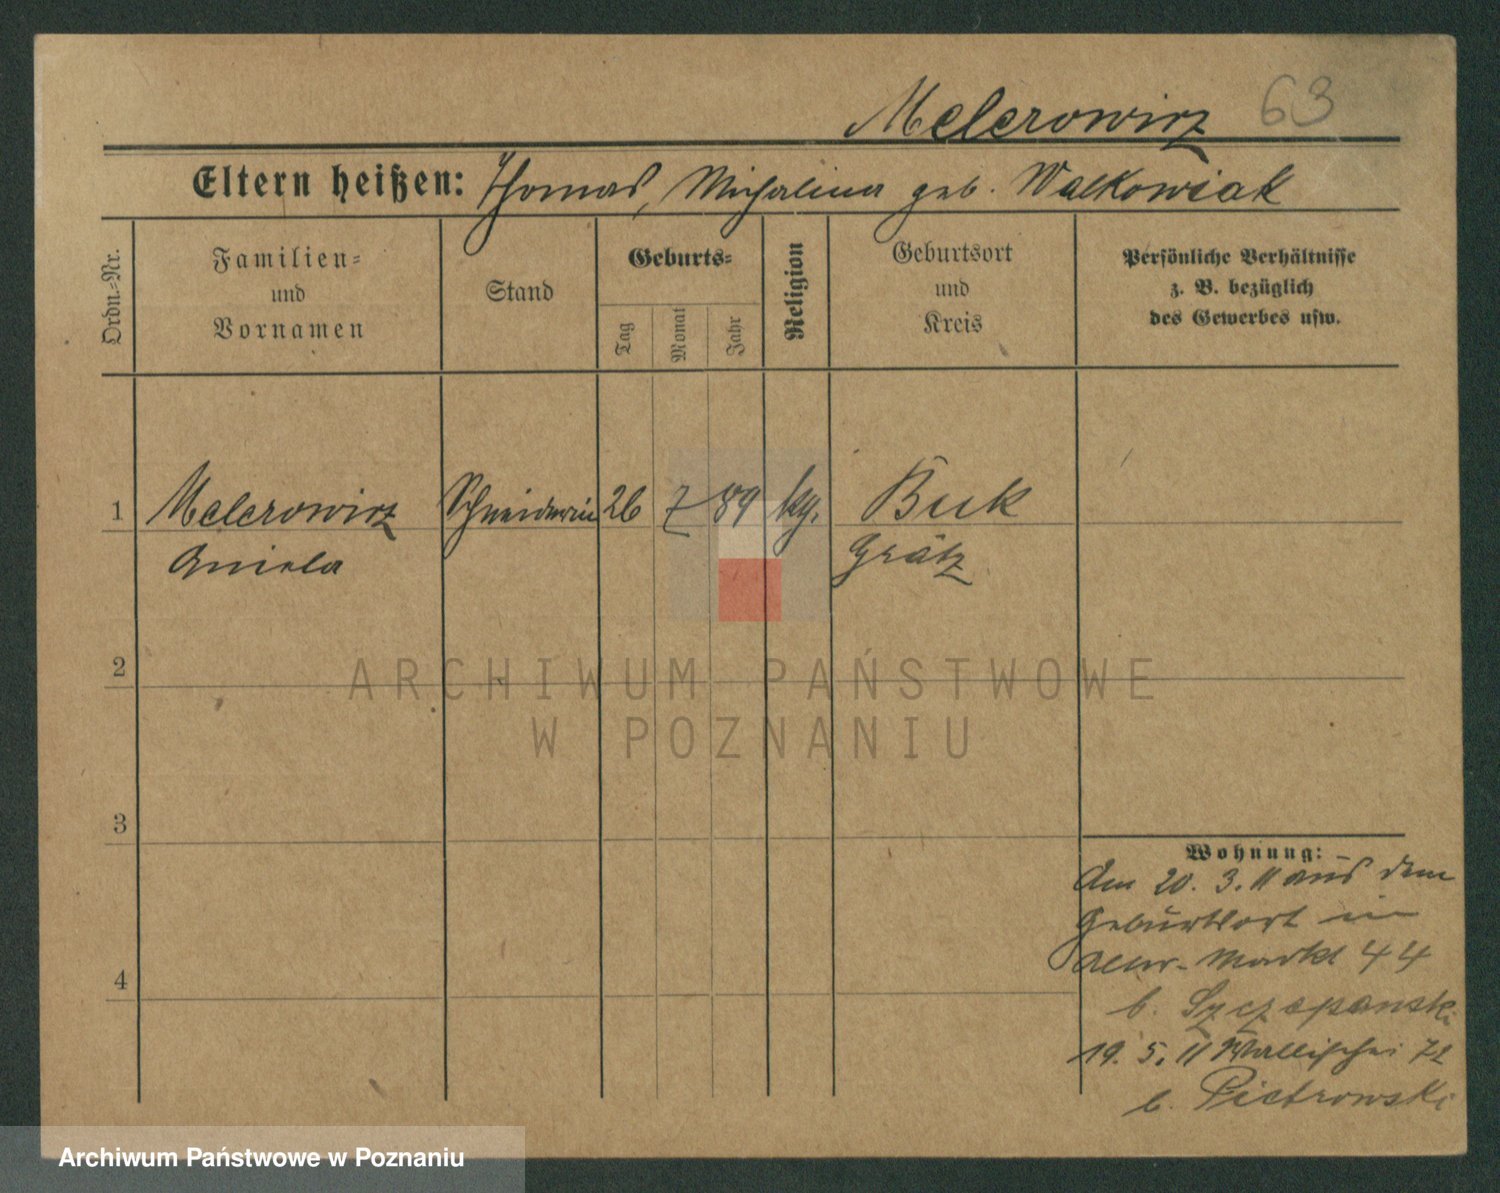 Melerowicz 63
Eltern heißen: Thomas, Michalina geb. Walkowiak
Ordn.-Nr.
Familien-
und
Vornamen
Stand
Geburts-
Tag
Monat
Jahr
Religion
Geburtsort
und
Kreis
Persönliche Verhältnisse
z. B. bezüglich
des Gewerbes usw.
1 Melerowicz Schneiderin 26 7 89 kg. Buk
Aniela Grätz
2
ARCHIWUM PAŃSTWOWE
W POZNANIU
3
4
Wohnung:
Am 20. 3. 11 aus dem
Geburtsort in
Alter-Markt 44
b. Szczepanski
19. 5. 11 Wallischei 72
b. Pietrowski
Archiwum Państwowe w Poznaniu